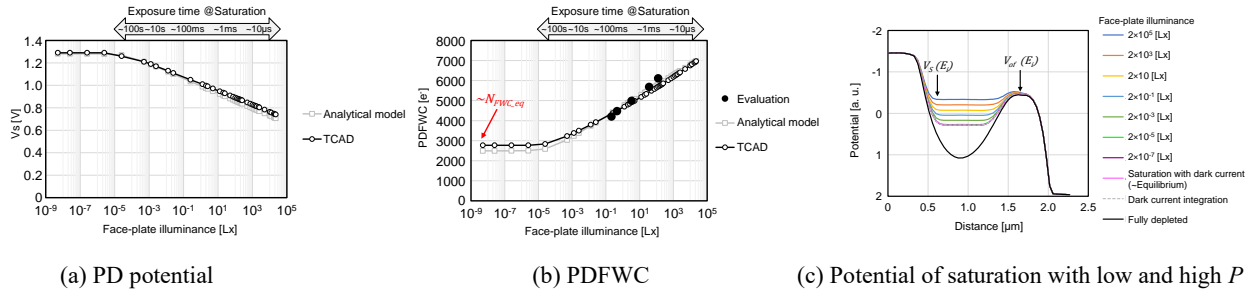 Exposure time @Saturation
~100s ~10s ~100ms ~1ms ~10μs
Vs [V]
1.4
1.2
1.0
0.8
0.6
0.4
0.2
0
10⁻⁹ 10⁻⁷ 10⁻⁵ 10⁻³ 10⁻¹ 10¹ 10³ 10⁵
Face-plate illuminance [Lx]
Analytical model
TCAD
(a) PD potential
Exposure time @Saturation
~100s ~10s ~100ms ~1ms ~10μs
PDFWC [e⁻]
8000
7000
6000
5000
4000
3000
2000
1000
0
~N_FWC_eq
10⁻⁹ 10⁻⁷ 10⁻⁵ 10⁻³ 10⁻¹ 10¹ 10³ 10⁵
Face-plate illuminance [Lx]
Evaluation
Analytical model
TCAD
(b) PDFWC
Potential [a. u.]
-2
-1
0
1
2
V_S (E_i)
V_of (E_i)
0 0.5 1.0 1.5 2.0 2.5
Distance [μm]
Face-plate illuminance
2×10⁵ [Lx]
2×10³ [Lx]
2×10 [Lx]
2×10⁻¹ [Lx]
2×10⁻³ [Lx]
2×10⁻⁵ [Lx]
2×10⁻⁷ [Lx]
Saturation with dark current
(~Equilibrium)
Dark current integration
Fully depleted
(c) Potential of saturation with low and high P